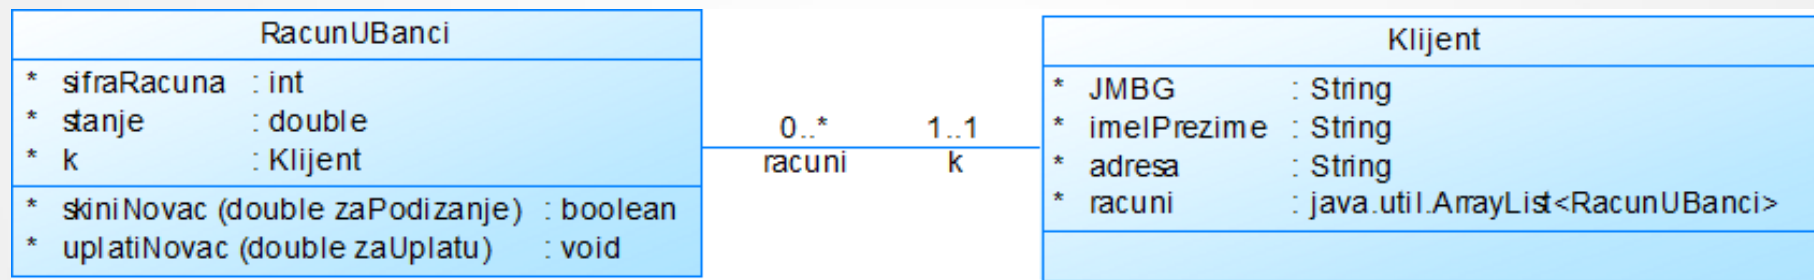 RacunUBanci
* sifraRacuna : int
* stanje : double
* k : Klijent
* skiniNovac (double zaPodizanje) : boolean
* uplatiNovac (double zaUplatu) : void
0..* 1..1
racuni k
Klijent
* JMBG : String
* imeIPrezime : String
* adresa : String
* racuni : java.util.ArrayList<RacunUBanci>